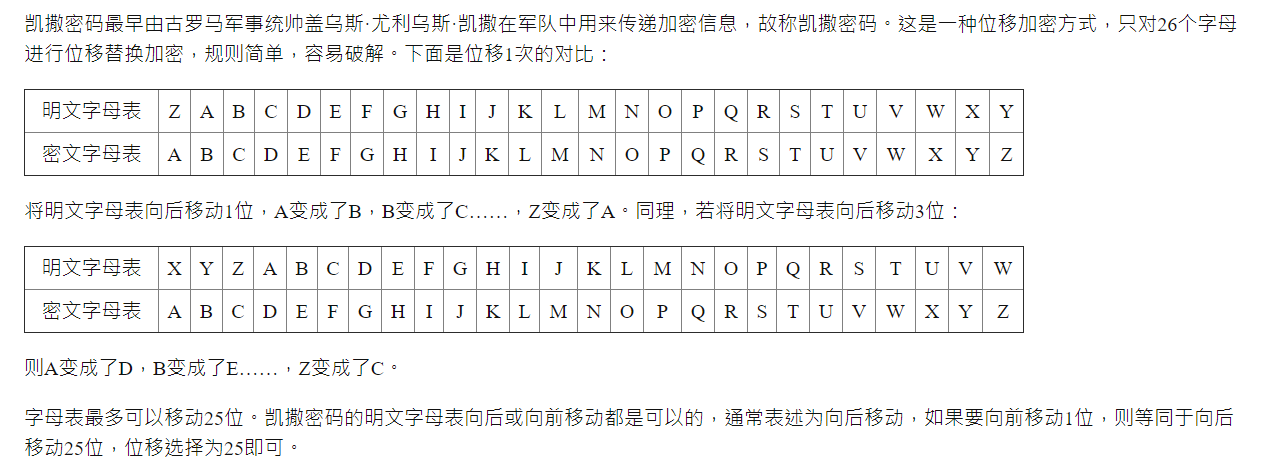 凯撒密码最早由古罗马军事统帅盖乌斯·尤利乌斯·凯撒在军队中用来传递加密信息，故称凯撒密码。这是一种位移加密方式，只对26个字母
进行位移替换加密，规则简单，容易破解。下面是位移1次的对比：
明文字母表 Z A B C D E F G H I J K L M N O P Q R S T U V W X Y
密文字母表 A B C D E F G H I J K L M N O P Q R S T U V W X Y Z
将明文字母表向后移动1位，A变成了B，B变成了C……，Z变成了A。同理，若将明文字母表向后移动3位：
明文字母表 X Y Z A B C D E F G H I J K L M N O P Q R S T U V W
密文字母表 A B C D E F G H I J K L M N O P Q R S T U V W X Y Z
则A变成了D，B变成了E……，Z变成了C。
字母表最多可以移动25位。凯撒密码的明文字母表向后或向前移动都是可以的，通常表述为向后移动，如果要向前移动1位，则等同于向后
移动25位，位移选择为25即可。